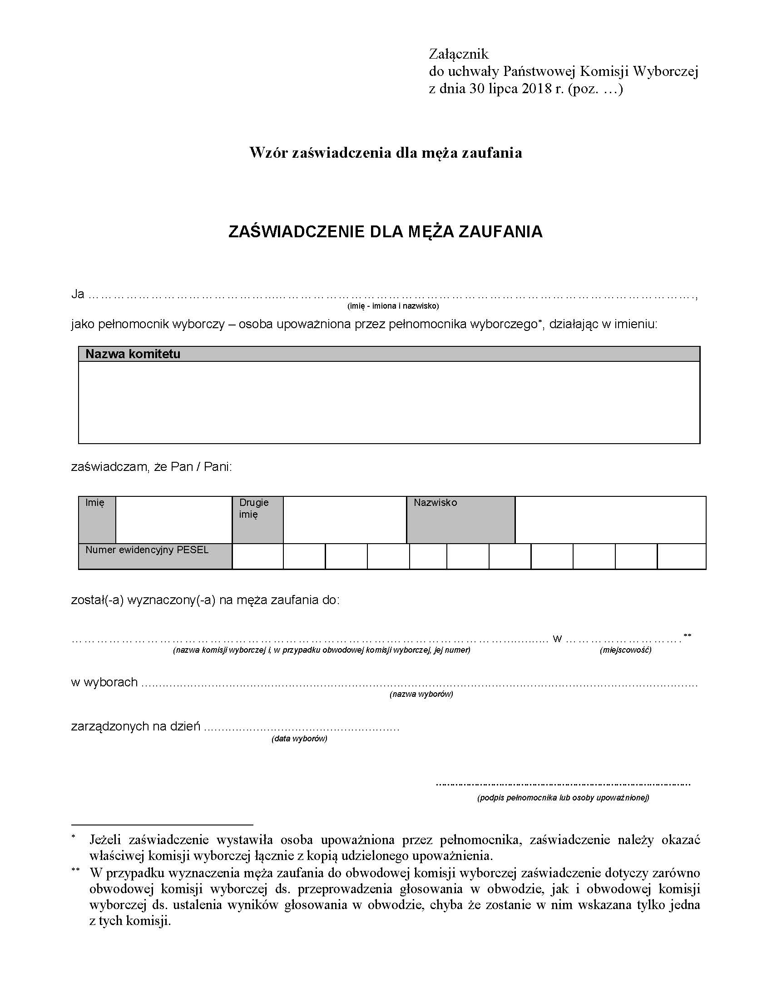 Załącznik
do uchwały Państwowej Komisji Wyborczej
z dnia 30 lipca 2018 r. (poz. …)
Wzór zaświadczenia dla męża zaufania
ZAŚWIADCZENIE DLA MĘŻA ZAUFANIA
Ja ……………………………………...……………………………………………………………………………………….,
(imię - imiona i nazwisko)
jako pełnomocnik wyborczy – osoba upoważniona przez pełnomocnika wyborczego*, działając w imieniu:
Nazwa komitetu
zaświadczam, że Pan / Pani:
Imię Drugie imię Nazwisko
Numer ewidencyjny PESEL
został(-a) wyznaczony(-a) na męża zaufania do:
…………………………………………………………………….………………………........... w ……………………….**
(nazwa komisji wyborczej i, w przypadku obwodowej komisji wyborczej, jej numer) (miejscowość)
w wyborach ................................................................................................................................................
(nazwa wyborów)
zarządzonych na dzień ........................................................
(data wyborów)
............................................................................................
(podpis pełnomocnika lub osoby upoważnionej)
* Jeżeli zaświadczenie wystawiła osoba upoważniona przez pełnomocnika, zaświadczenie należy okazać
właściwej komisji wyborczej łącznie z kopią udzielonego upoważnienia.
** W przypadku wyznaczenia męża zaufania do obwodowej komisji wyborczej zaświadczenie dotyczy zarówno
obwodowej komisji wyborczej ds. przeprowadzenia głosowania w obwodzie, jak i obwodowej komisji
wyborczej ds. ustalenia wyników głosowania w obwodzie, chyba że zostanie w nim wskazana tylko jedna
z tych komisji.